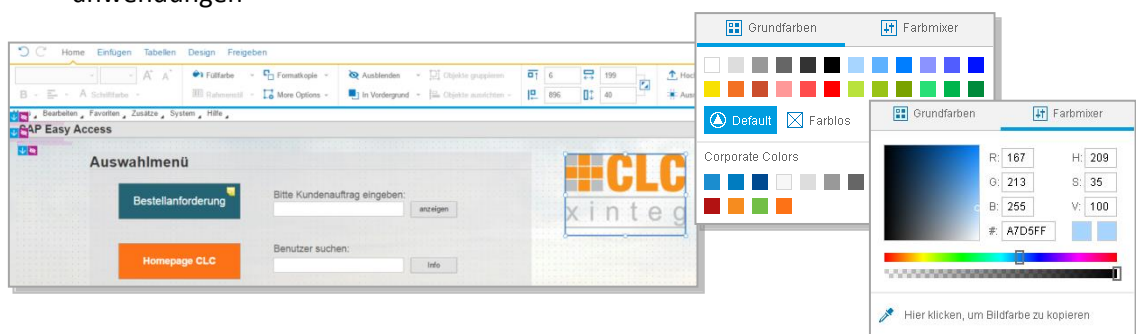 anwendungen
Home Einfügen Tabellen Design Freigeben
A A Füllfarbe Formatkopie Ausblenden Objekte gruppieren 6 199 Hoc
B A Schriftfarbe Rahmenstil More Options In Vordergrund Objekte ausrichten 896 40 Aus
Bearbeiten Favoriten Zusätze System Hilfe
SAP Easy Access
Auswahlmenü
Bestellanforderung
Bitte Kundenauftrag eingeben:
anzeigen
Homepage CLC
Benutzer suchen:
Info
CLC
xinteg
Grundfarben Farbmixer
Default Farblos
Corporate Colors
Grundfarben Farbmixer
R: 167 H: 209
G: 213 S: 35
B: 255 V: 100
#: A7D5FF
Hier klicken, um Bildfarbe zu kopieren